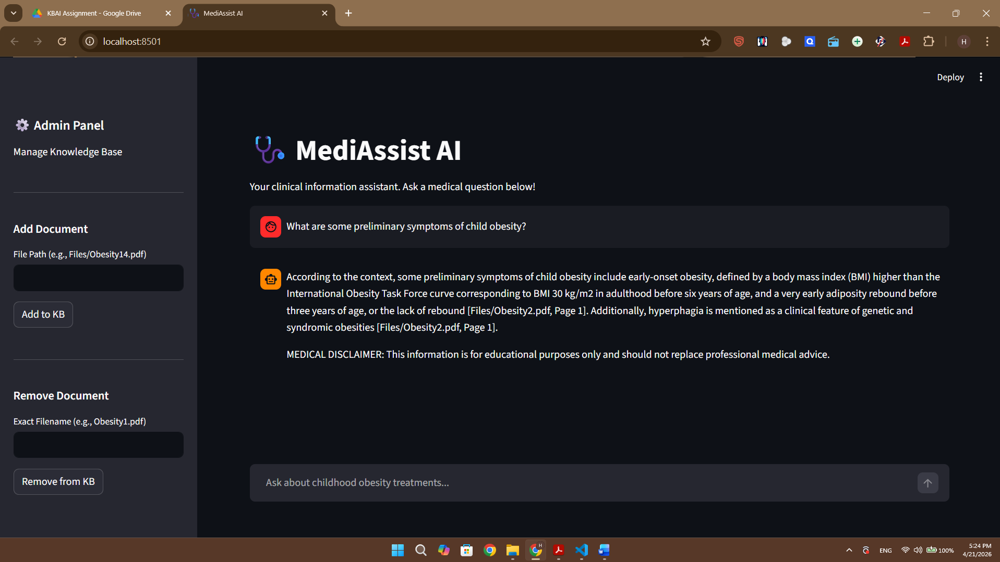 KBAI Assignment - Google Drive
MediAssist AI
localhost:8501
H
Deploy
Admin Panel
Manage Knowledge Base
Add Document
File Path (e.g., Files/Obesity14.pdf)
Add to KB
Remove Document
Exact Filename (e.g., Obesity1.pdf)
Remove from KB
MediAssist AI
Your clinical information assistant. Ask a medical question below!
What are some preliminary symptoms of child obesity?
According to the context, some preliminary symptoms of child obesity include early-onset obesity, defined by a body mass index (BMI) higher than the
International Obesity Task Force curve corresponding to BMI 30 kg/m2 in adulthood before six years of age, and a very early adiposity rebound before
three years of age, or the lack of rebound [Files/Obesity2.pdf, Page 1]. Additionally, hyperphagia is mentioned as a clinical feature of genetic and
syndromic obesities [Files/Obesity2.pdf, Page 1].
MEDICAL DISCLAIMER: This information is for educational purposes only and should not replace professional medical advice.
Ask about childhood obesity treatments...
ENG
100%
5:24 PM
4/21/2026